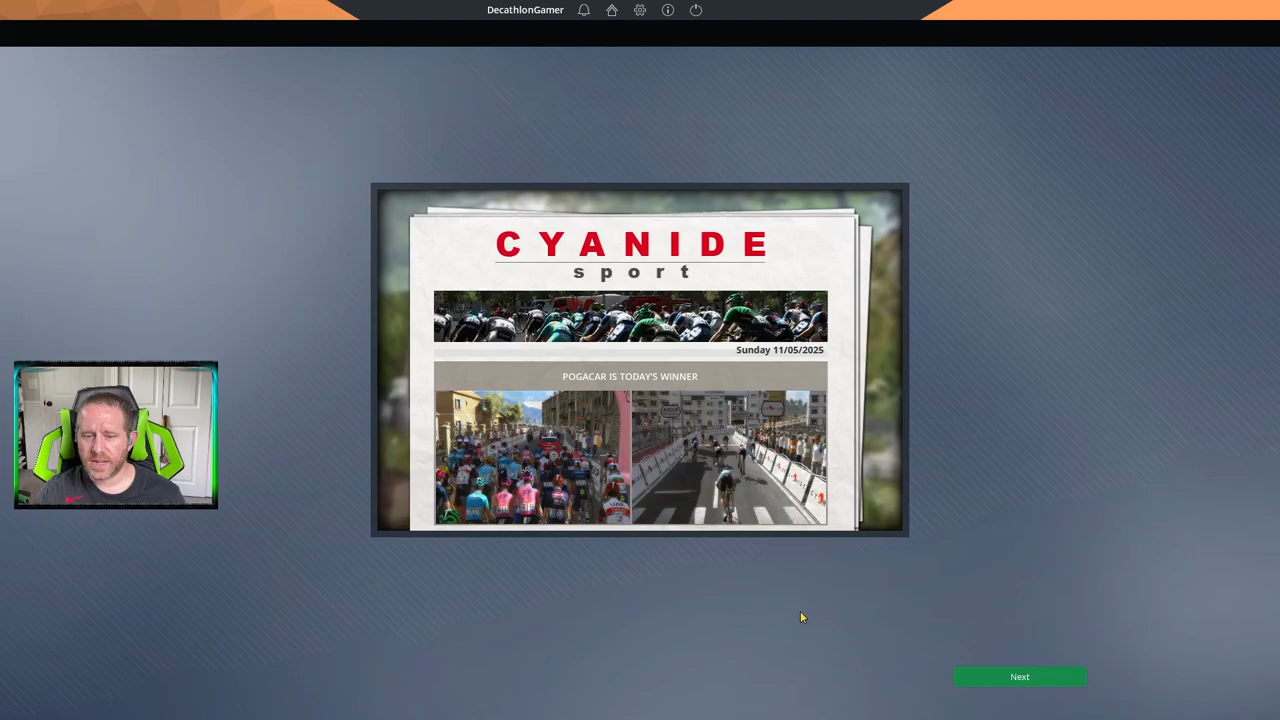 DecathlonGamer
CYANIDE
sport
Sunday 11/05/2025
POGACAR IS TODAY'S WINNER
Next